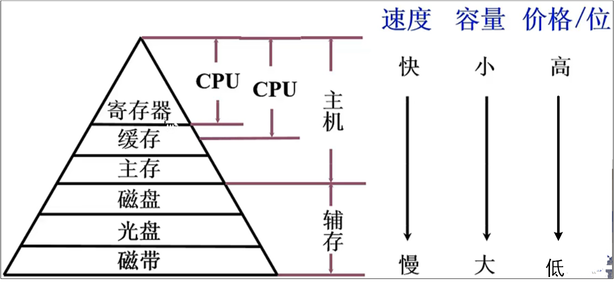 速度 容量 价格/位
快 小 高
CPU CPU
主机
寄存器
缓存
主存
磁盘
光盘
磁带
辅存
慢 大 低